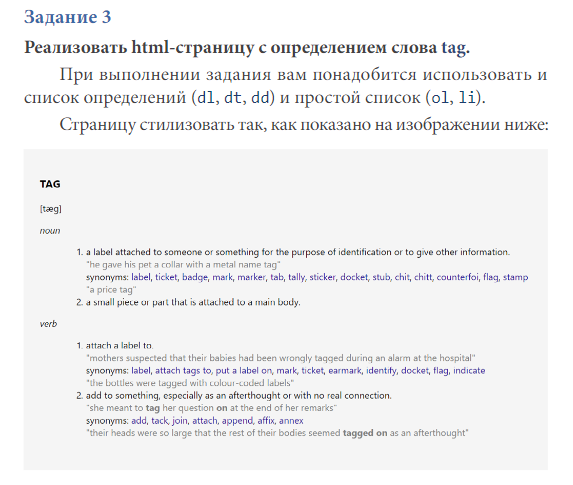 Задание 3
Реализовать html-страницу с определением слова tag.
При выполнении задания вам понадобится использовать и
список определений (dl, dt, dd) и простой список (ol, li).
Страницу стилизовать так, как показано на изображении ниже:
TAG
[tæg]
noun
1. a label attached to someone or something for the purpose of identification or to give other information.
"he gave his pet a collar with a metal name tag"
synonyms: label, ticket, badge, mark, marker, tab, tally, sticker, docket, stub, chit, chitt, counterfoi, flag, stamp
"a price tag"
2. a small piece or part that is attached to a main body.
verb
1. attach a label to.
"mothers suspected that their babies had been wrongly tagged during an alarm at the hospital"
synonyms: label, attach tags to, put a label on, mark, ticket, earmark, identify, docket, flag, indicate
"the bottles were tagged with colour-coded labels"
2. add to something, especially as an afterthought or with no real connection.
"she meant to tag her question on at the end of her remarks"
synonyms: add, tack, join, attach, append, affix, annex
"their heads were so large that the rest of their bodies seemed tagged on as an afterthought"